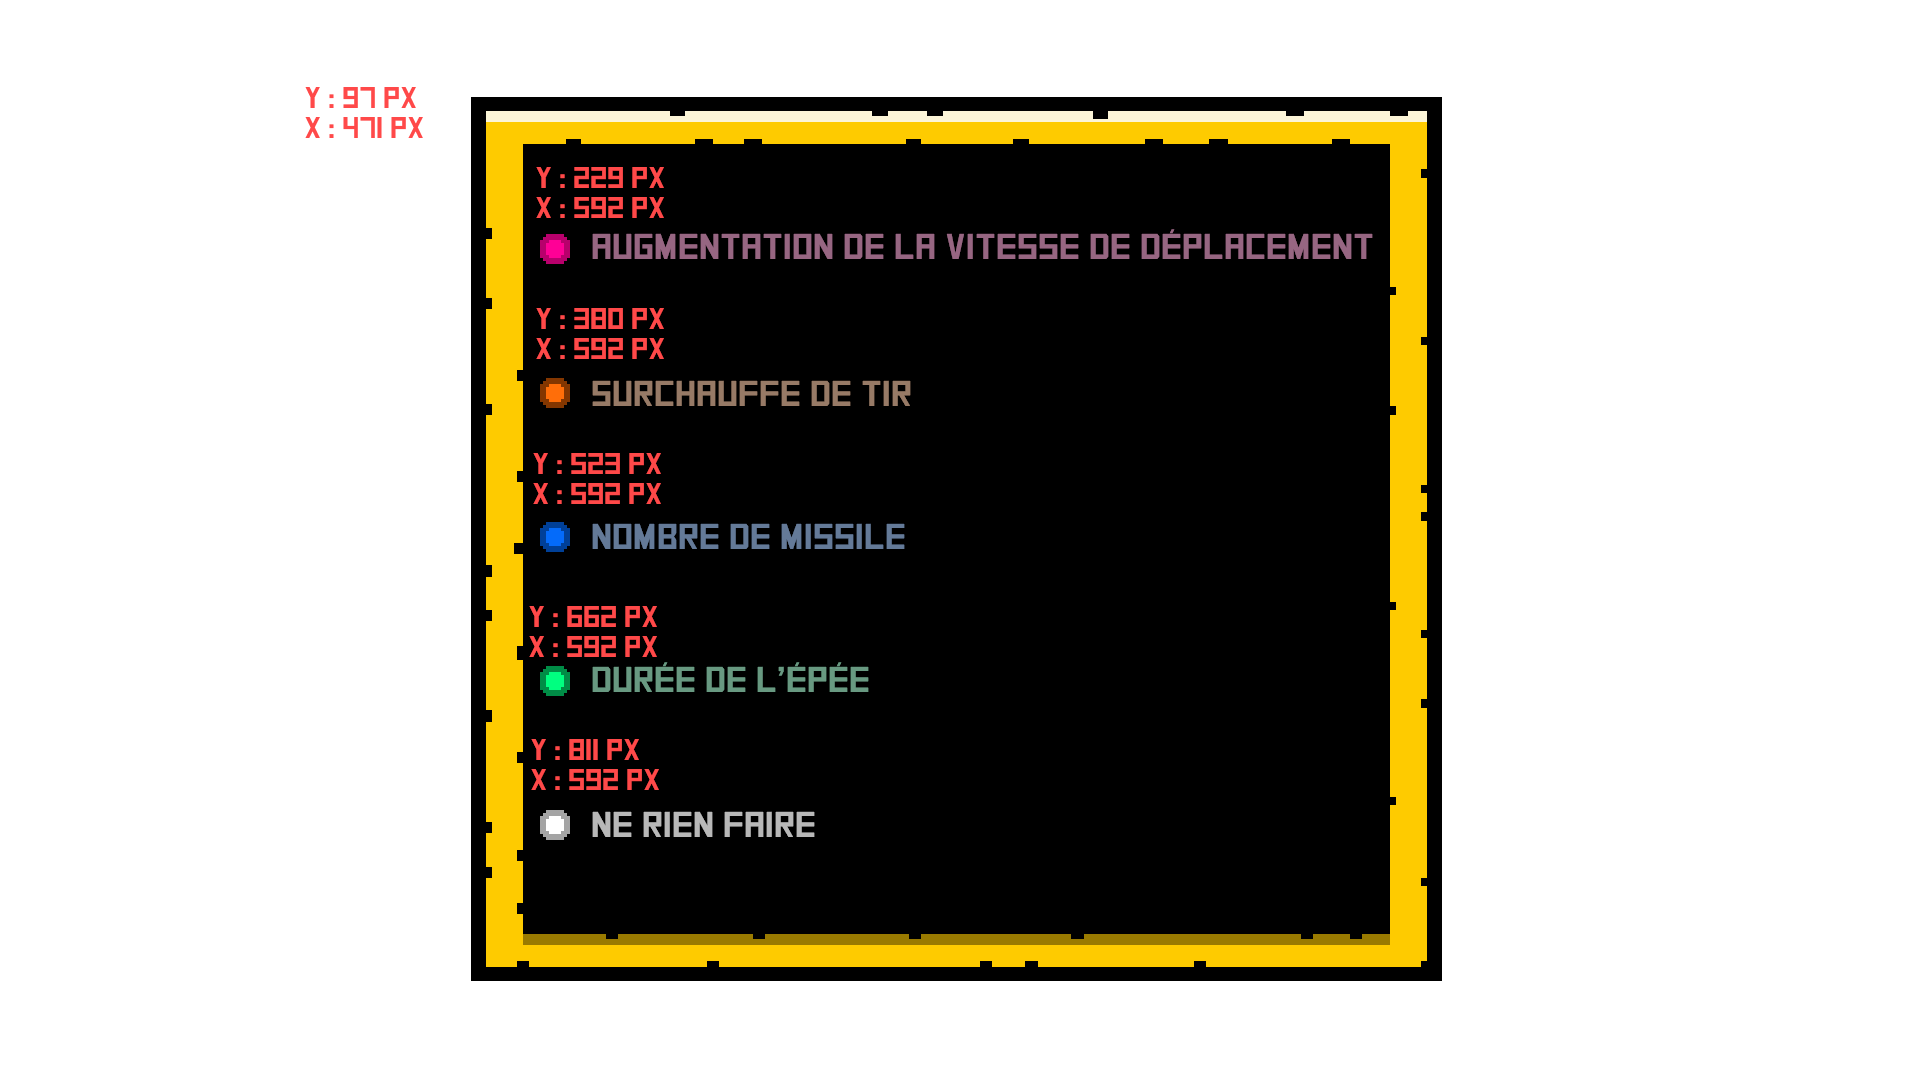 Y : 97 PX
X : 471 PX
Y : 229 PX
X : 592 PX
AUGMENTATION DE LA VITESSE DE DÉPLACEMENT
Y : 380 PX
X : 592 PX
SURCHAUFFE DE TIR
Y : 523 PX
X : 592 PX
NOMBRE DE MISSILE
Y : 662 PX
X : 592 PX
DURÉE DE L'ÉPÉE
Y : 811 PX
X : 592 PX
NE RIEN FAIRE